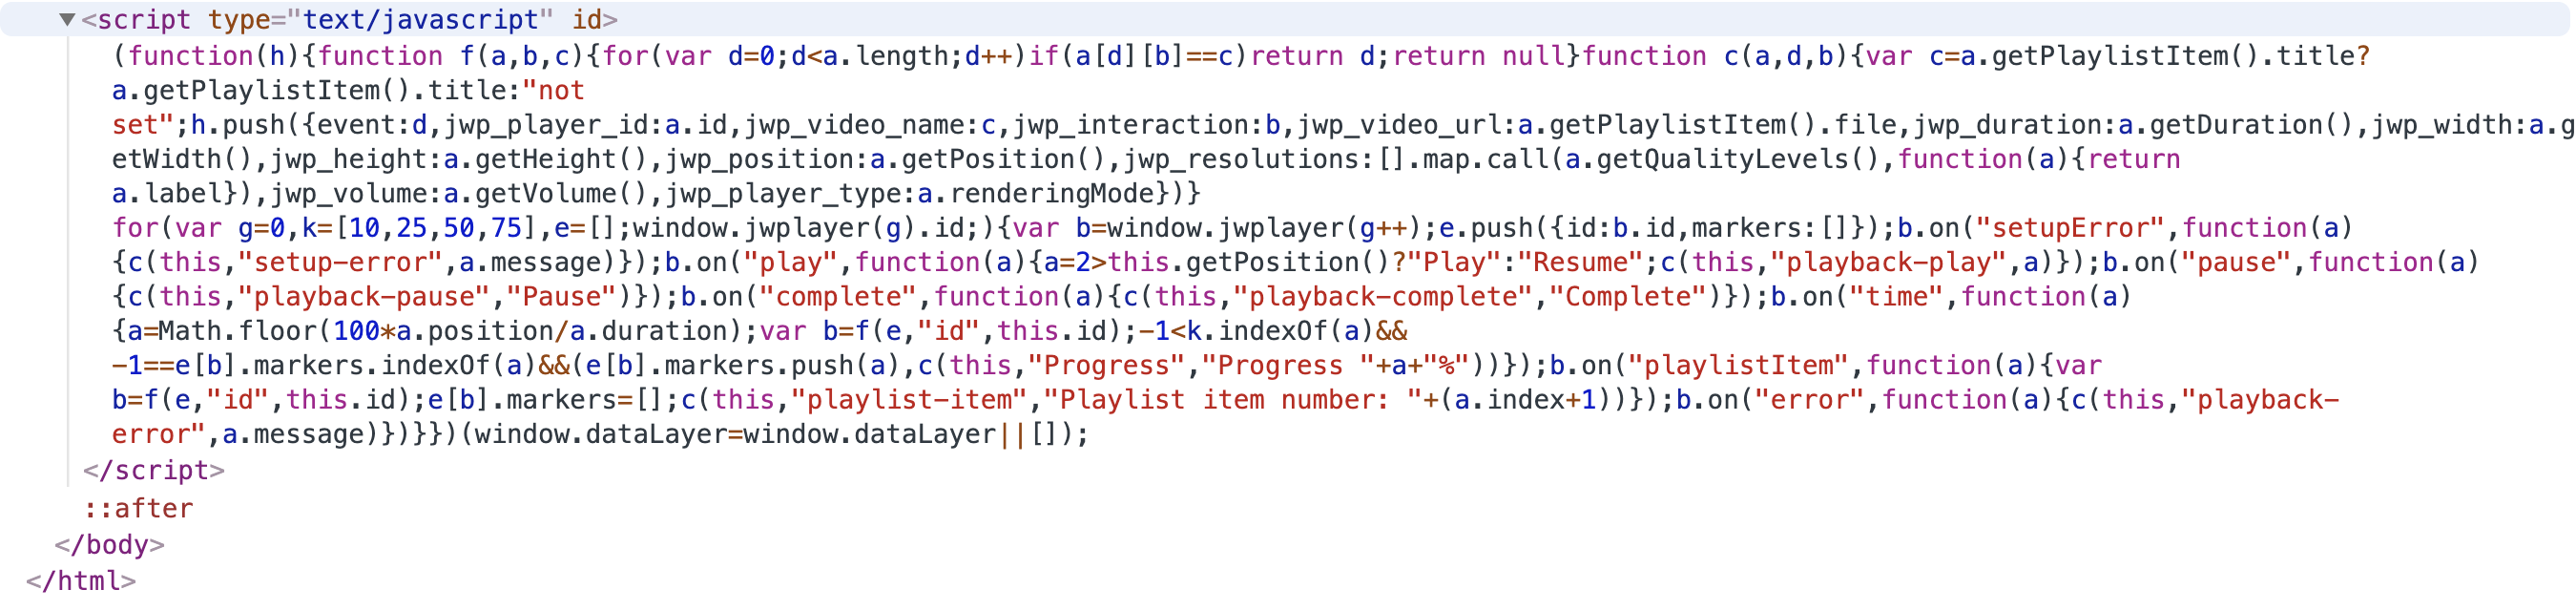 ▼<script type="text/javascript" id>
(function(h){function f(a,b,c){for(var d=0;d<a.length;d++)if(a[d][b]==c)return d;return null}function c(a,d,b){var c=a.getPlaylistItem().title?
a.getPlaylistItem().title:"not
set";h.push({event:d,jwp_player_id:a.id,jwp_video_name:c,jwp_interaction:b,jwp_video_url:a.getPlaylistItem().file,jwp_duration:a.getDuration(),jwp_width:a.g
etWidth(),jwp_height:a.getHeight(),jwp_position:a.getPosition(),jwp_resolutions:[].map.call(a.getQualityLevels(),function(a){return
a.label}),jwp_volume:a.getVolume(),jwp_player_type:a.renderingMode})}
for(var g=0,k=[10,25,50,75],e=[];window.jwplayer(g).id;){var b=window.jwplayer(g++);e.push({id:b.id,markers:[]});b.on("setupError",function(a)
{c(this,"setup-error",a.message)});b.on("play",function(a){a=2>this.getPosition()?"Play":"Resume";c(this,"playback-play",a)});b.on("pause",function(a)
{c(this,"playback-pause","Pause")});b.on("complete",function(a){c(this,"playback-complete","Complete")});b.on("time",function(a)
{a=Math.floor(100*a.position/a.duration);var b=f(e,"id",this.id);-1<k.indexOf(a)&&
-1==e[b].markers.indexOf(a)&&(e[b].markers.push(a),c(this,"Progress","Progress "+a+"%"))});b.on("playlistItem",function(a){var
b=f(e,"id",this.id);e[b].markers=[];c(this,"playlist-item","Playlist item number: "+(a.index+1))});b.on("error",function(a){c(this,"playback-
error",a.message)})}})(window.dataLayer=window.dataLayer||[]);
</script>
::after
</body>
</html>